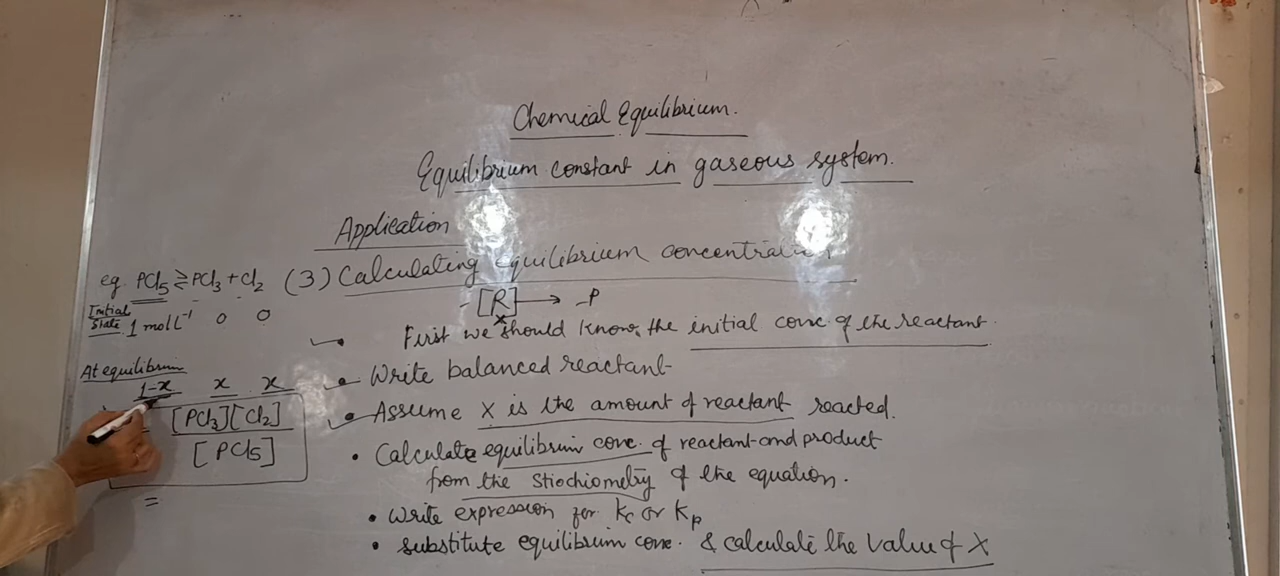 Chemical Equilibrium.
Equilibrium constant in gaseous system.
Application
(3) Calculating equilibrium concentration
[R] → P
x
First we should know the initial conc of the reactant.
• Write balanced reactant
• Assume X is the amount of reactant reacted.
• Calculate equilibrium conc. of reactant and product
from the stiochiometry of the equation.
• Write expression for Kc or Kp
• substitute equilibrium conc. & calculate the value of X
eg. PCl5 ⇌ PCl3 + Cl2
Initial
State 1 mol L⁻¹ 0 0
At equilibrium
1-x x x
= [PCl3][Cl2]
[PCl5]
=